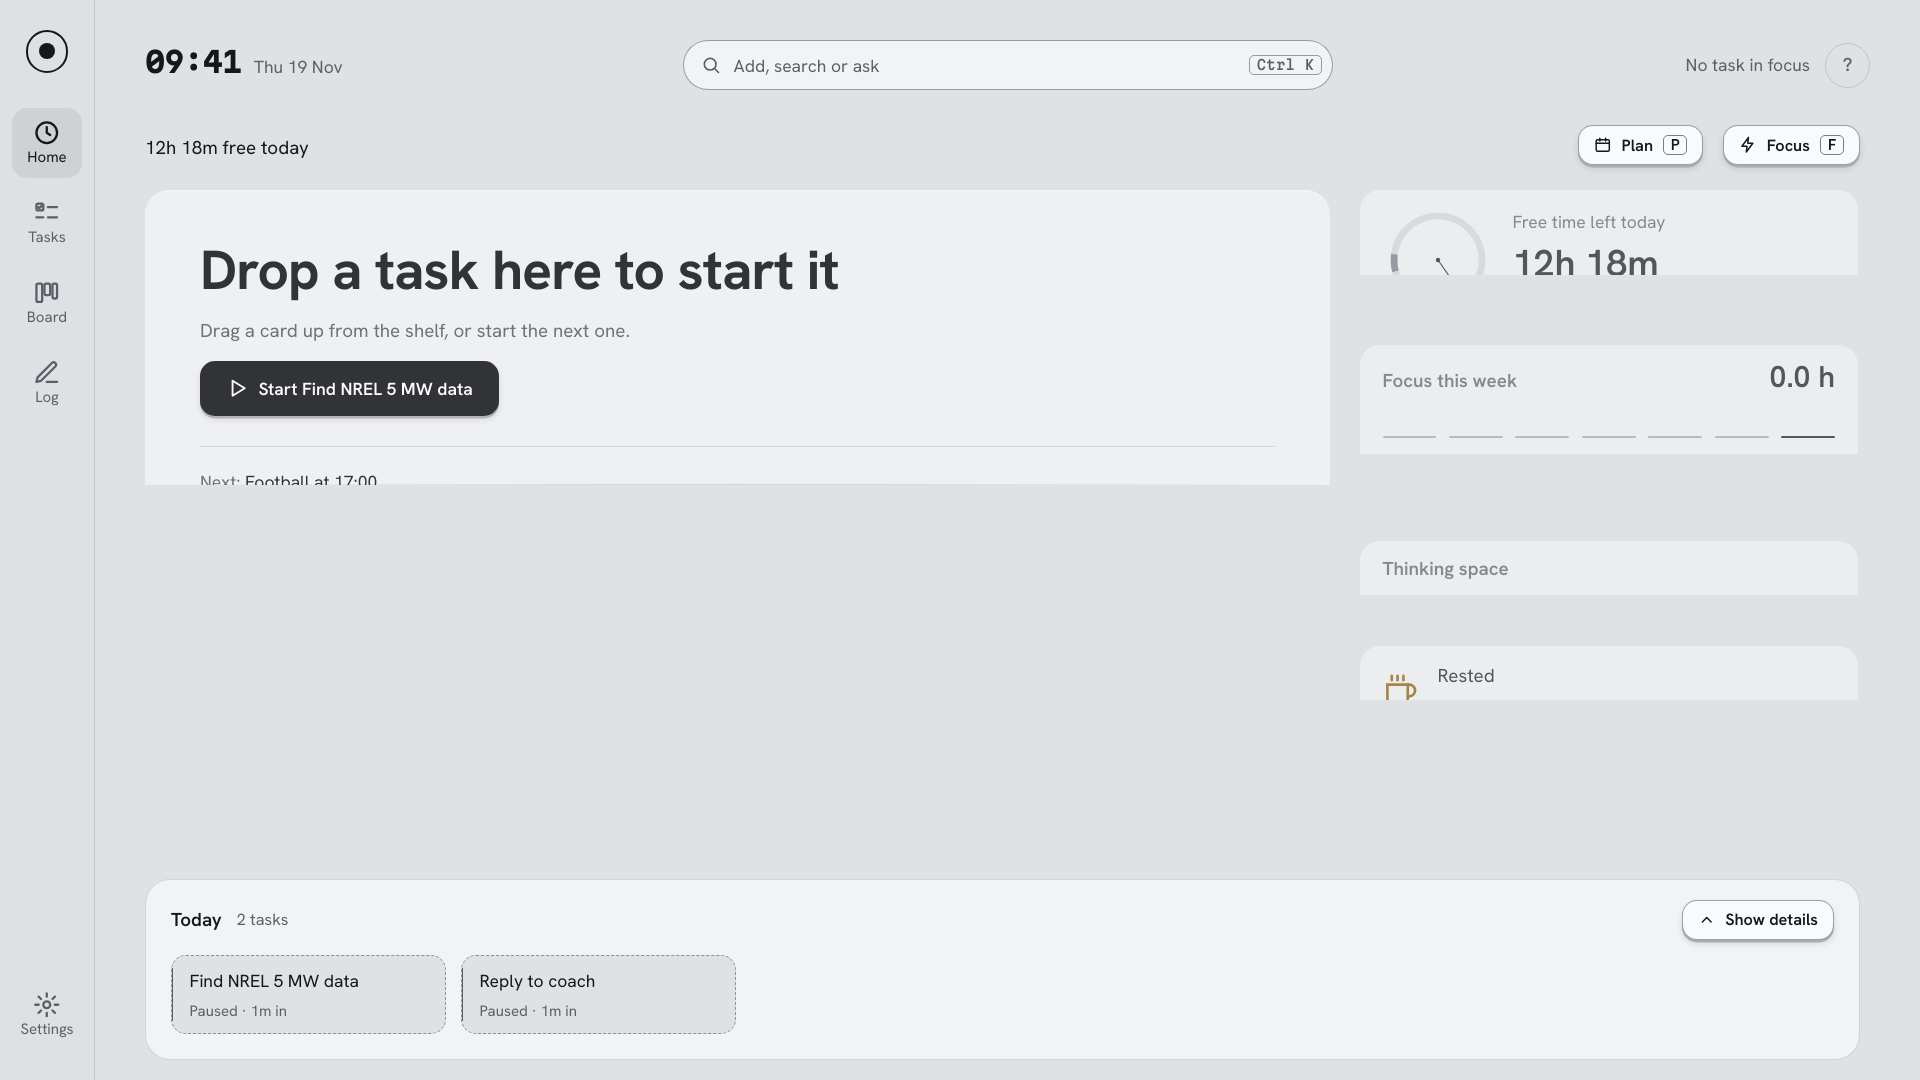 09:41 Thu 19 Nov
Add, search or ask
Ctrl K
No task in focus
?
Home
Tasks
Board
Log
Settings
12h 18m free today
Plan P
Focus F
Drop a task here to start it
Drag a card up from the shelf, or start the next one.
Start Find NREL 5 MW data
Next: Football at 17:00
Free time left today
12h 18m
Focus this week
0.0 h
Thinking space
Rested
Today 2 tasks
Show details
Find NREL 5 MW data
Paused · 1m in
Reply to coach
Paused · 1m in